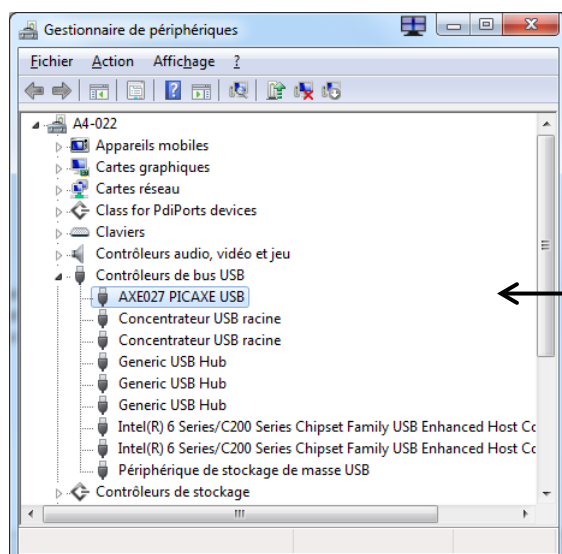 Gestionnaire de périphériques
Fichier Action Affichage ?
A4-022
Appareils mobiles
Cartes graphiques
Cartes réseau
Class for PdiPorts devices
Claviers
Contrôleurs audio, vidéo et jeu
Contrôleurs de bus USB
AXE027 PICAXE USB
Concentrateur USB racine
Concentrateur USB racine
Generic USB Hub
Generic USB Hub
Generic USB Hub
Intel(R) 6 Series/C200 Series Chipset Family USB Enhanced Host Co
Intel(R) 6 Series/C200 Series Chipset Family USB Enhanced Host Co
Périphérique de stockage de masse USB
Contrôleurs de stockage